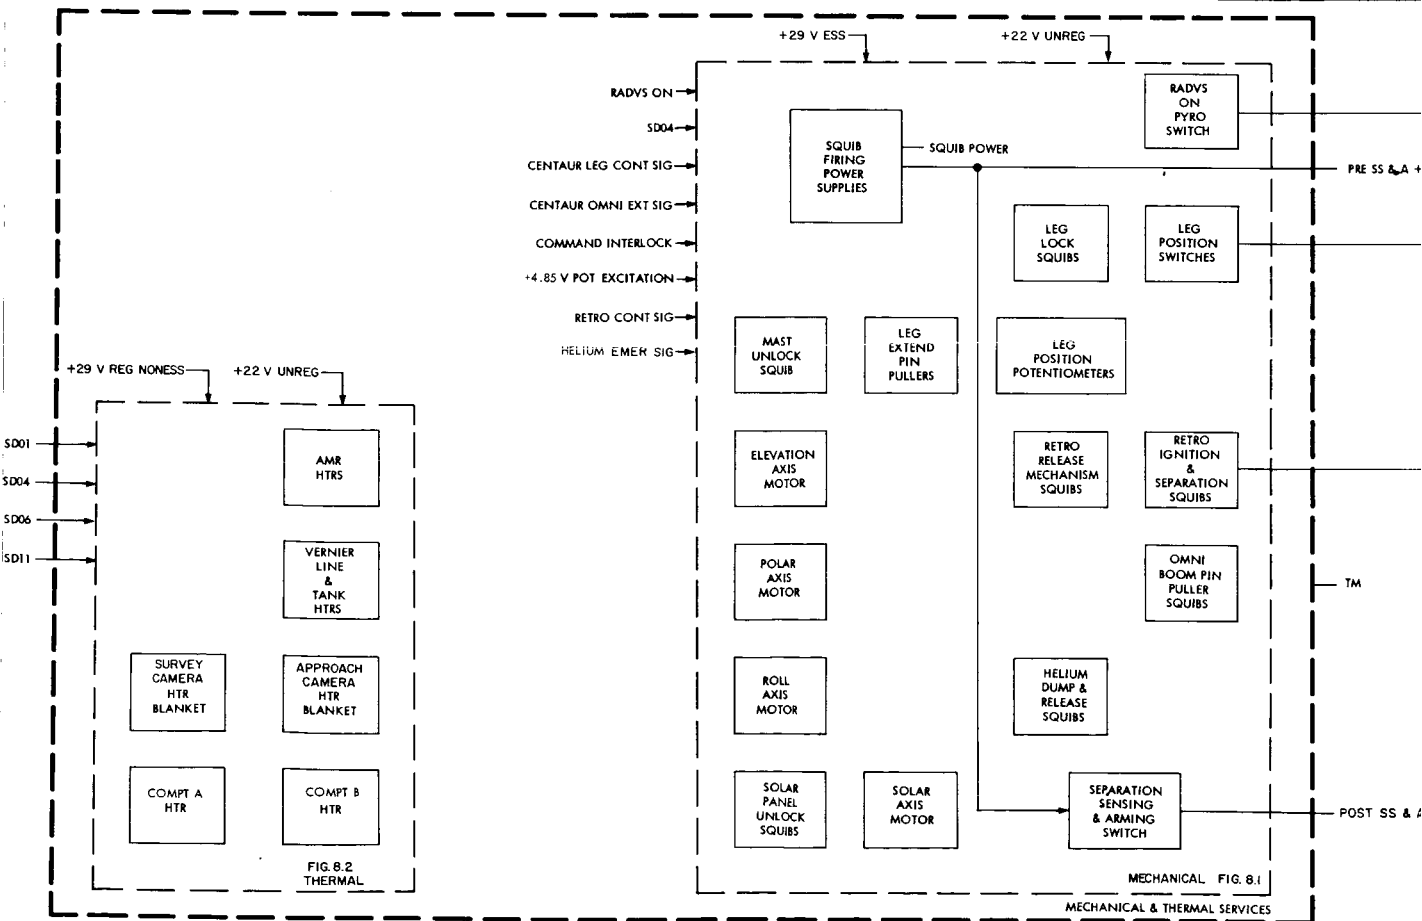 +29 V ESS
+22 V UNREG
RADVS ON
SD04
CENTAUR LEG CONT SIG
CENTAUR OMNI EXT SIG
COMMAND INTERLOCK
+4.85 V POT EXCITATION
RETRO CONT SIG
HELIUM EMER SIG
RADVS
ON
PYRO
SWITCH
SQUIB
FIRING
POWER
SUPPLIES
SQUIB POWER
PRE SS & A +
LEG
LOCK
SQUIBS
LEG
POSITION
SWITCHES
MAST
UNLOCK
SQUIB
LEG
EXTEND
PIN
PULLERS
LEG
POSITION
POTENTIOMETERS
ELEVATION
AXIS
MOTOR
RETRO
RELEASE
MECHANISM
SQUIBS
RETRO
IGNITION
&
SEPARATION
SQUIBS
POLAR
AXIS
MOTOR
OMNI
BOOM PIN
PULLER
SQUIBS
TM
ROLL
AXIS
MOTOR
HELIUM
DUMP &
RELEASE
SQUIBS
SOLAR
PANEL
UNLOCK
SQUIBS
SOLAR
AXIS
MOTOR
SEPARATION
SENSING
& ARMING
SWITCH
POST SS & A
MECHANICAL FIG. 8.1
+29 V REG NONESS
+22 V UNREG
SD01
SD04
SD06
SD11
AMR
HTRS
VERNIER
LINE
&
TANK
HTRS
SURVEY
CAMERA
HTR
BLANKET
APPROACH
CAMERA
HTR
BLANKET
COMPT A
HTR
COMPT B
HTR
FIG. 8.2
THERMAL
MECHANICAL & THERMAL SERVICES